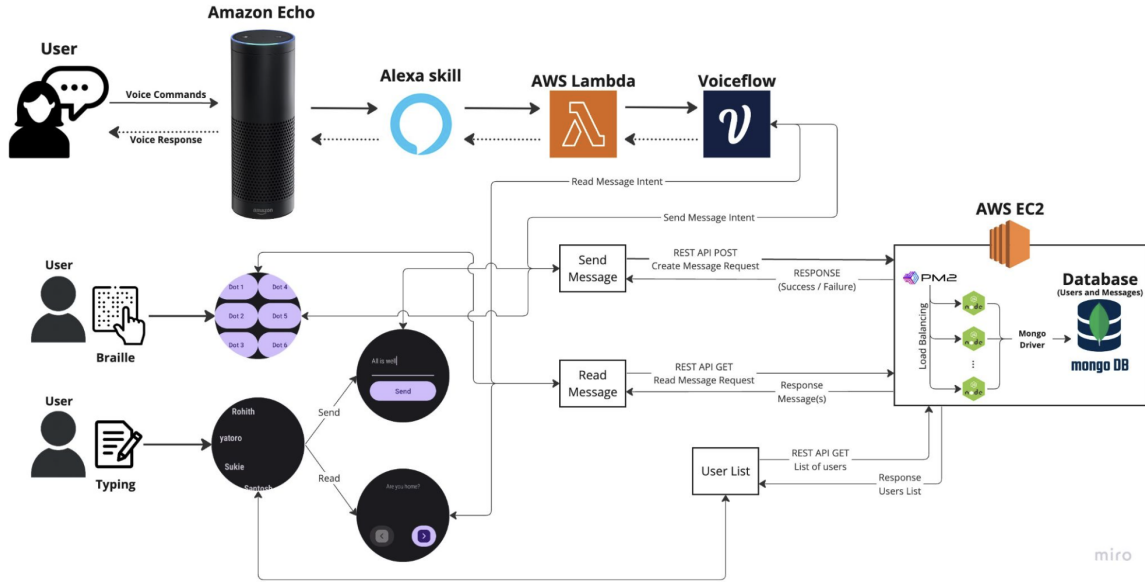 Amazon Echo
User
Voice Commands
Voice Response
amazon
Alexa skill
AWS Lambda
Voiceflow
Read Message Intent
Send Message Intent
AWS EC2
User
Braille
Dot 1
Dot 4
Dot 2
Dot 5
Dot 3
Dot 6
Send
Message
REST API POST
Create Message Request
RESPONSE
(Success / Failure)
PM2
Load Balancing
node
node
node
Mongo
Driver
Database
(Users and Messages)
mongo DB
All is well
Send
Read
Message
REST API GET
Read Message Request
Response
Message(s)
User
Typing
Rohith
yatoro
Sukie
Santosh
Send
Read
Are you home?
User List
REST API GET
List of users
Response
Users List
miro